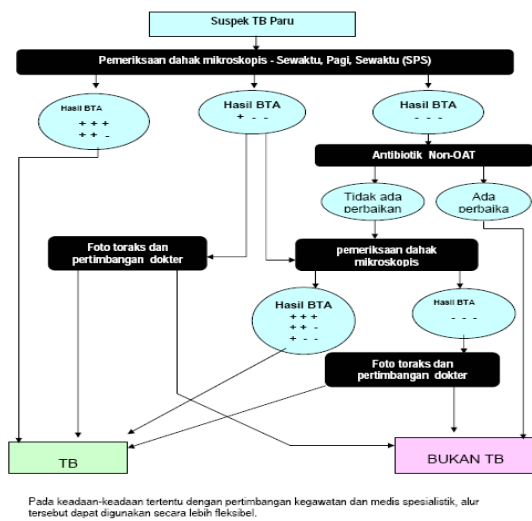 Suspek TB Paru
Pemeriksaan dahak mikroskopis - Sewaktu, Pagi, Sewaktu (SPS)
Hasil BTA
+ + +
+ + -
Hasil BTA
+ - -
Hasil BTA
- - -
Antibiotik Non-OAT
Tidak ada
perbaikan
Ada
perbaika
Foto toraks dan
pertimbangan dokter
pemeriksaan dahak
mikroskopis
Hasil BTA
+ + +
+ + -
+ - -
Hasil BTA
- - -
Foto toraks dan
pertimbangan dokter
TB
BUKAN TB
Pada keadaan-keadaan tertentu dengan pertimbangan kegawatan dan medis spesialistik, alur
tersebut dapat digunakan secara lebih fleksibel.